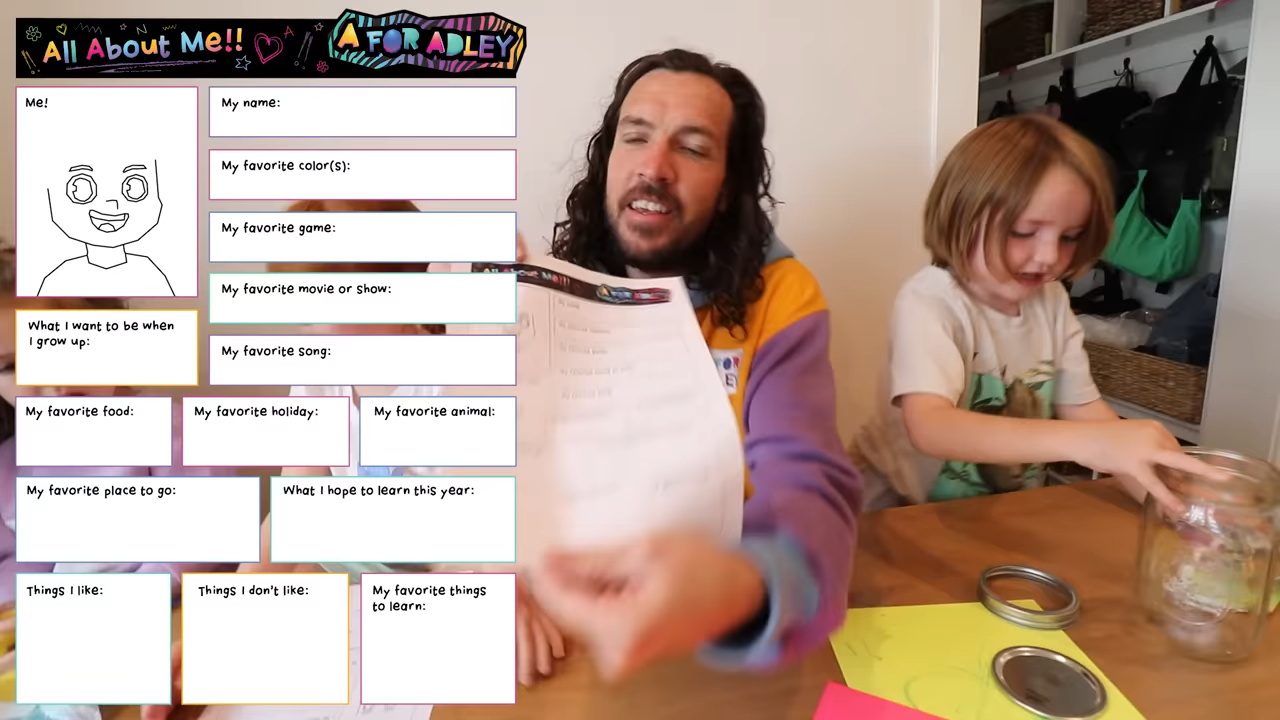 All About Me!!
A FOR ADLEY
Me!
My name:
My favorite color(s):
My favorite game:
My favorite movie or show:
My favorite song:
What I want to be when
I grow up:
My favorite food:
My favorite holiday:
My favorite animal:
My favorite place to go:
What I hope to learn this year:
Things I like:
Things I don't like:
My favorite things
to learn:
All About Me!!